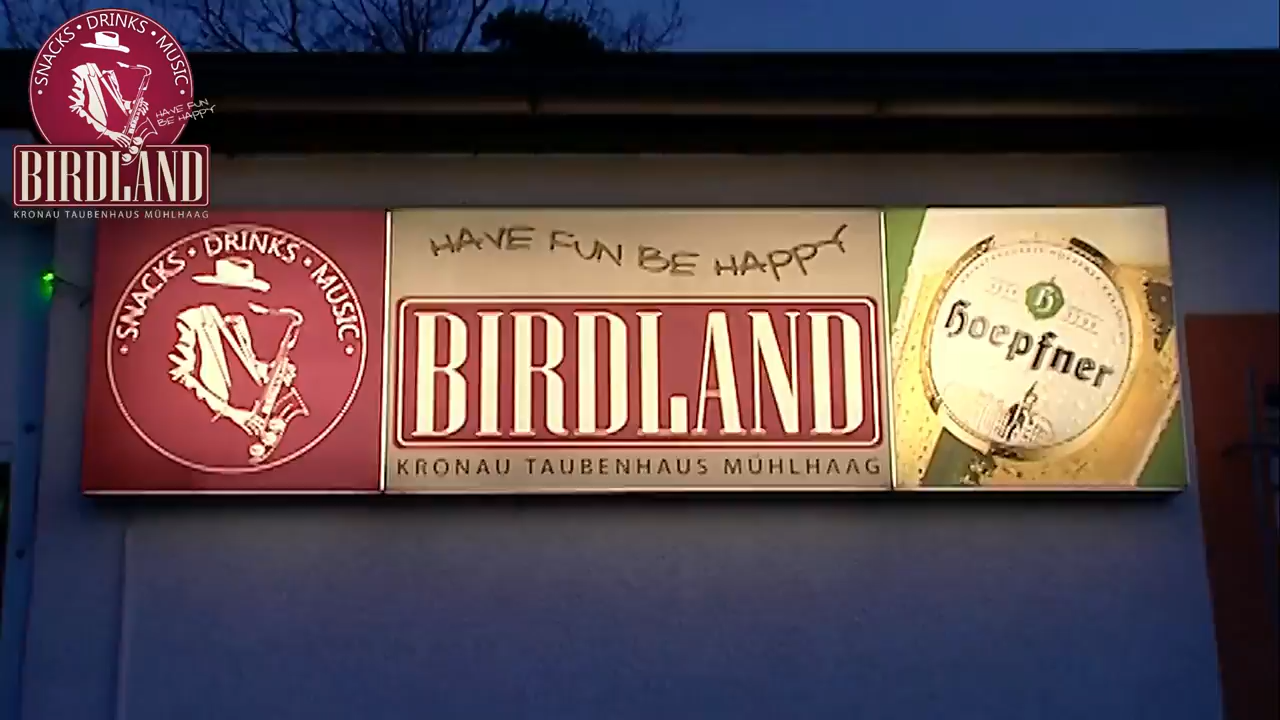 • SNACKS • DRINKS • MUSIC •
HAVE FUN
BE HAPPY
BIRDLAND
KRONAU TAUBENHAUS MÜHLHAAG
• SNACKS • DRINKS • MUSIC •
HAVE FUN BE HAPPY
BIRDLAND
KRONAU TAUBENHAUS MÜHLHAAG
B
Hoepfner